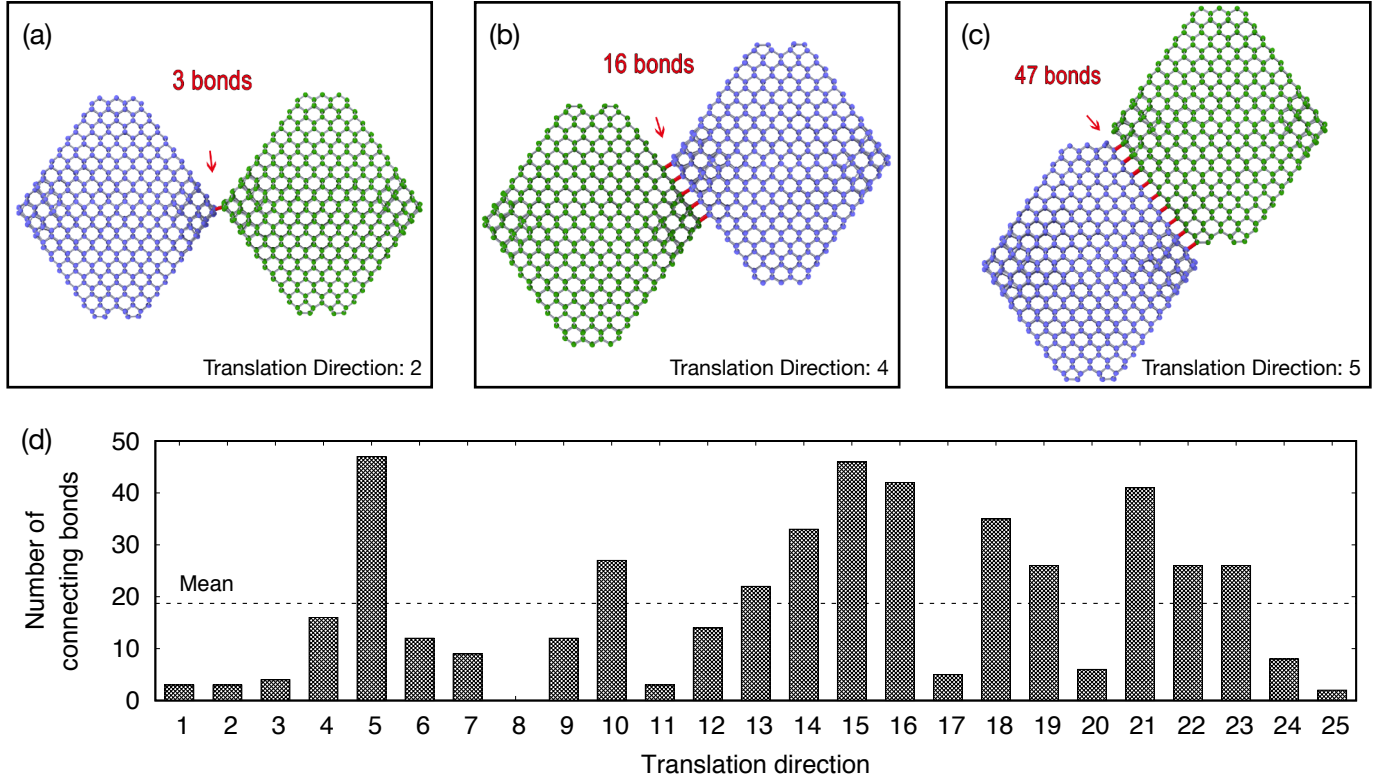 (a)
3 bonds
Translation Direction: 2
(b)
16 bonds
Translation Direction: 4
(c)
47 bonds
Translation Direction: 5
(d)
Number of
connecting bonds
50
40
30
20
10
0
Mean
1 2 3 4 5 6 7 8 9 10 11 12 13 14 15 16 17 18 19 20 21 22 23 24 25
Translation direction